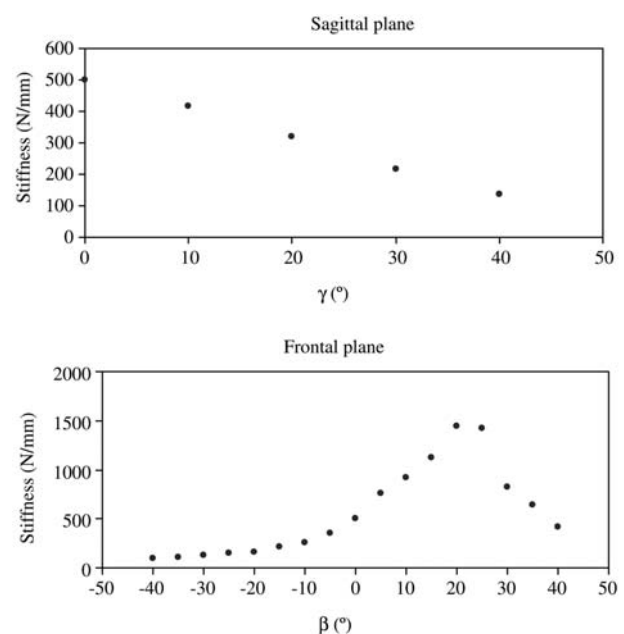 Sagittal plane
600
500
400
300
200
100
0
Stiffness (N/mm)
0 10 20 30 40 50
γ (º)
Frontal plane
2000
1500
1000
500
0
Stiffness (N/mm)
-50 -40 -30 -20 -10 0 10 20 30 40 50
β (º)